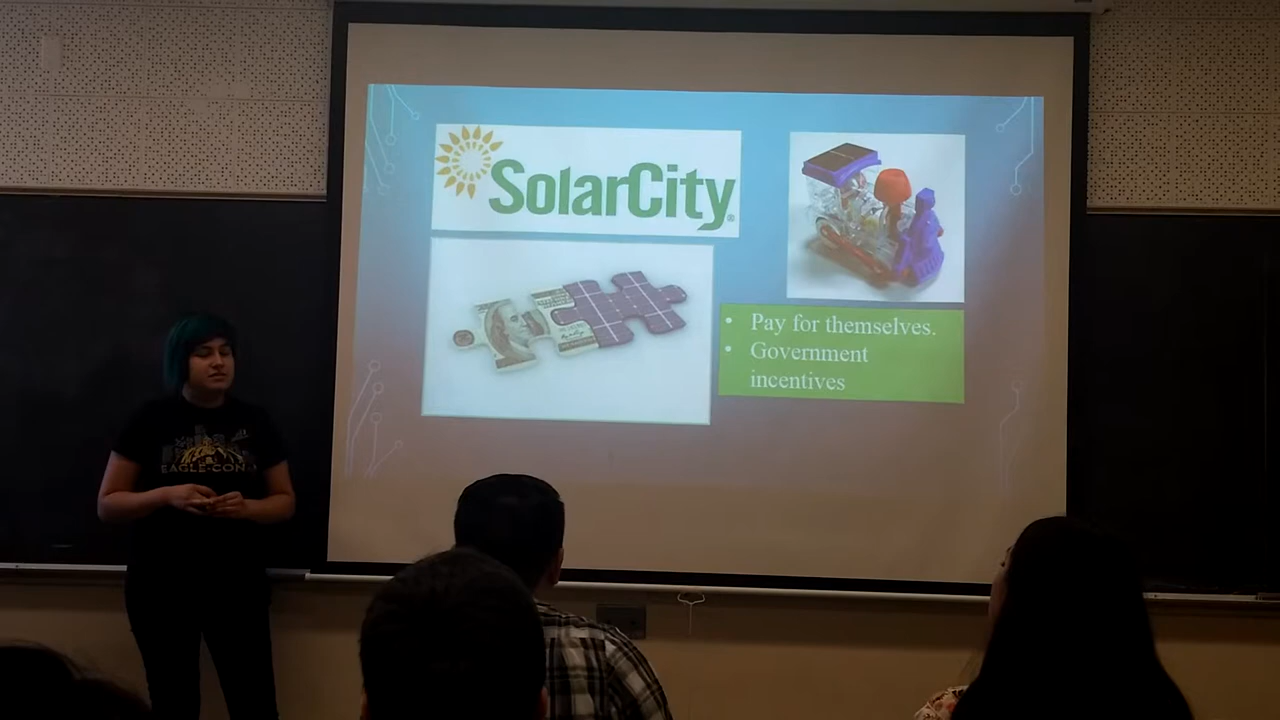 SolarCity®
• Pay for themselves.
• Government
incentives
EAGLE-CON